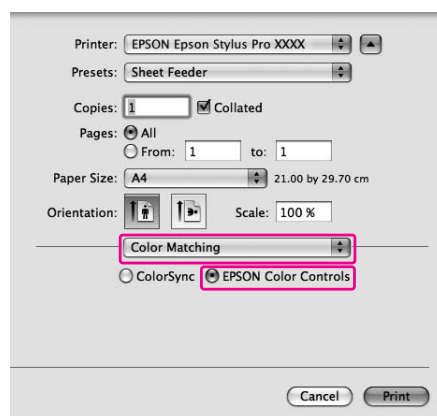 Printer: EPSON Epson Stylus Pro XXXX
Presets: Sheet Feeder
Copies: 1 Collated
Pages: All
From: 1 to: 1
Paper Size: A4 21.00 by 29.70 cm
Orientation: Scale: 100 %
Color Matching
ColorSync EPSON Color Controls
Cancel Print